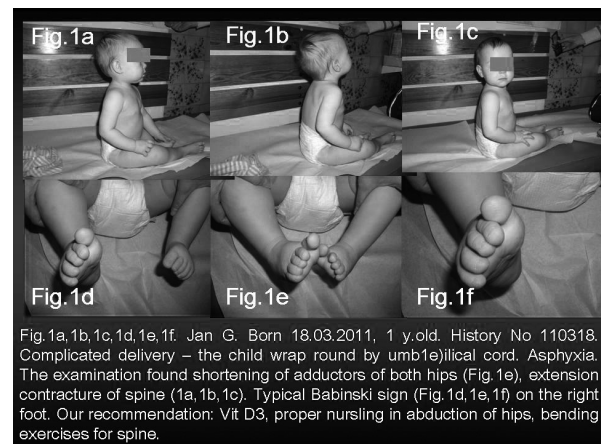 Fig.1a
Fig.1b
Fig.1c
Fig.1d
Fig.1e
Fig.1f
Fig.1a,1b,1c,1d,1e,1f. Jan G. Born 18.03.2011, 1 y.old. History No 110318.
Complicated delivery – the child wrap round by umb1e)ilical cord. Asphyxia.
The examination found shortening of adductors of both hips (Fig.1e), extension
contracture of spine (1a,1b,1c). Typical Babinski sign (Fig.1d,1e,1f) on the right
foot. Our recommendation: Vit D3, proper nursling in abduction of hips, bending
exercises for spine.